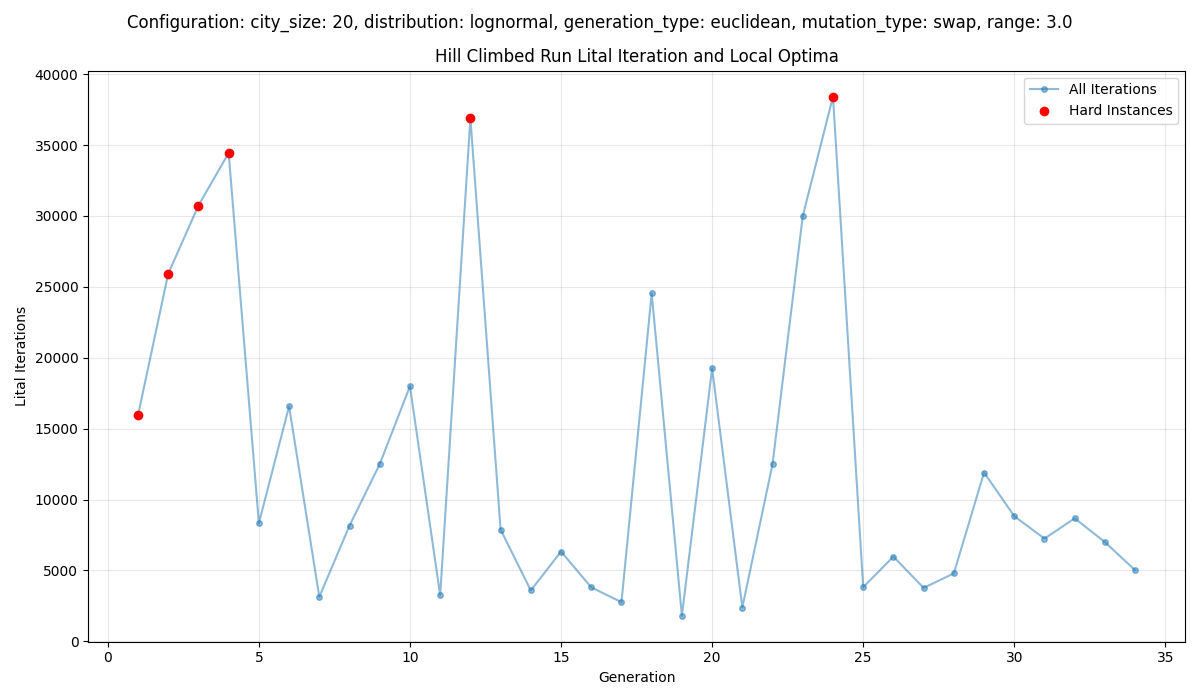 Configuration: city_size: 20, distribution: lognormal, generation_type: euclidean, mutation_type: swap, range: 3.0
Hill Climbed Run Lital Iteration and Local Optima
All Iterations
Hard Instances
Lital Iterations
40000
35000
30000
25000
20000
15000
10000
5000
0
0 5 10 15 20 25 30 35
Generation